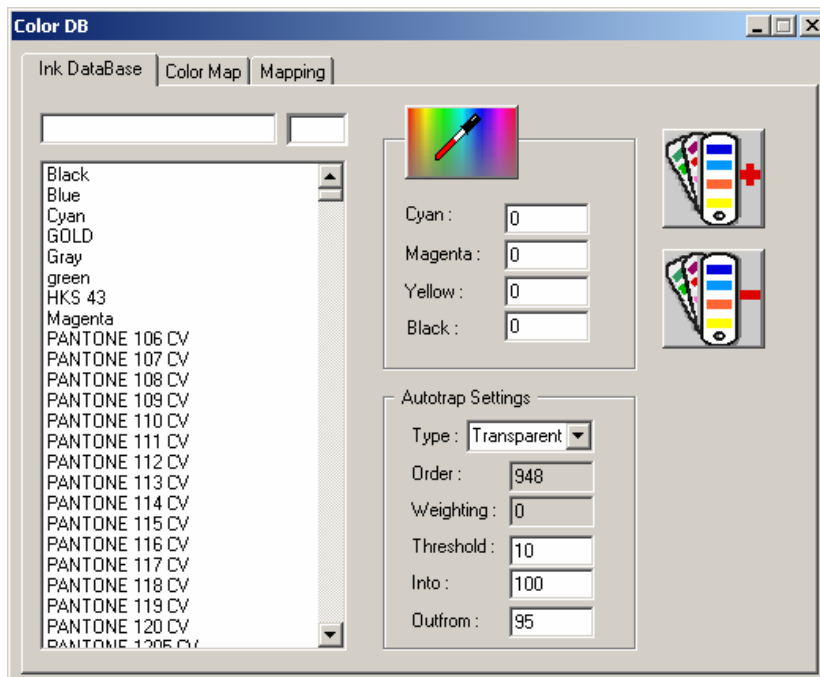 Color DB
Ink DataBase Color Map Mapping
Black
Blue
Cyan
GOLD
Gray
green
HKS 43
Magenta
PANTONE 106 CV
PANTONE 107 CV
PANTONE 108 CV
PANTONE 109 CV
PANTONE 110 CV
PANTONE 111 CV
PANTONE 112 CV
PANTONE 113 CV
PANTONE 114 CV
PANTONE 115 CV
PANTONE 116 CV
PANTONE 117 CV
PANTONE 118 CV
PANTONE 119 CV
PANTONE 120 CV
PANTONE 1205 CV
Cyan : 0
Magenta : 0
Yellow : 0
Black : 0
Autotrap Settings
Type : Transparent
Order : 948
Weighting : 0
Threshold : 10
Into : 100
Outfrom : 95